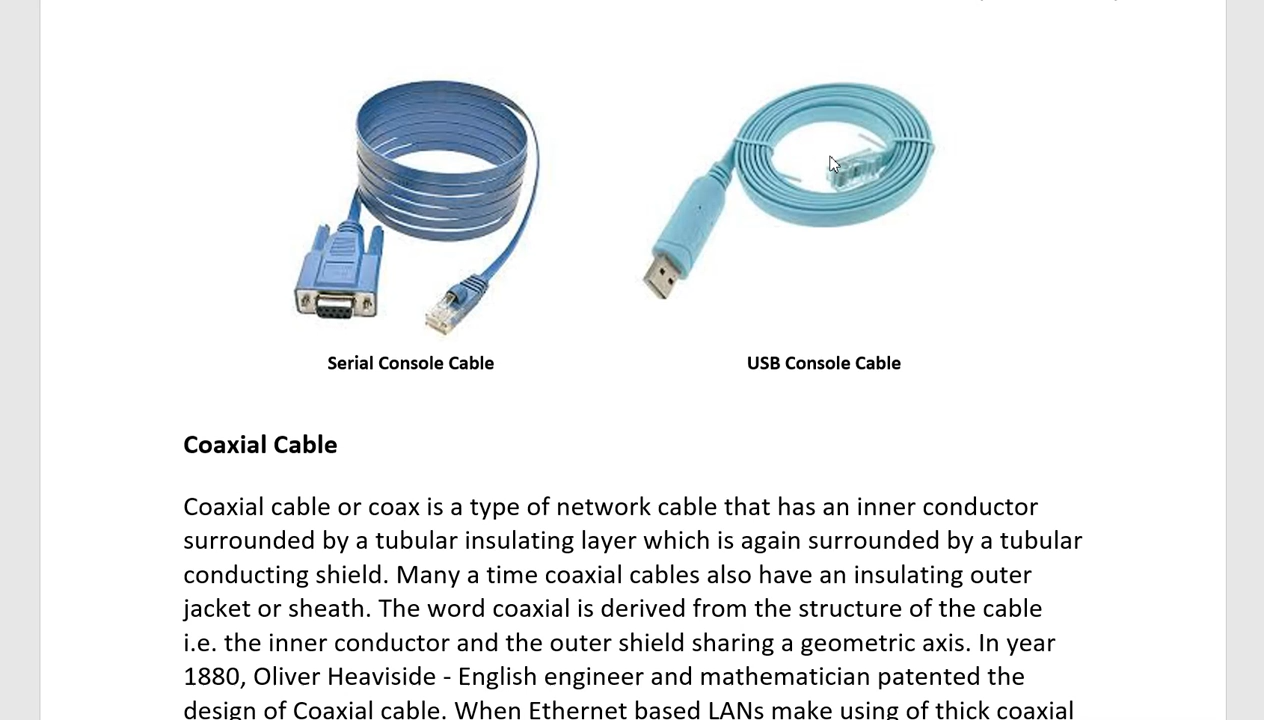 Serial Console Cable
USB Console Cable
Coaxial Cable
Coaxial cable or coax is a type of network cable that has an inner conductor
surrounded by a tubular insulating layer which is again surrounded by a tubular
conducting shield. Many a time coaxial cables also have an insulating outer
jacket or sheath. The word coaxial is derived from the structure of the cable
i.e. the inner conductor and the outer shield sharing a geometric axis. In year
1880, Oliver Heaviside - English engineer and mathematician patented the
design of Coaxial cable. When Ethernet based LANs make using of thick coaxial